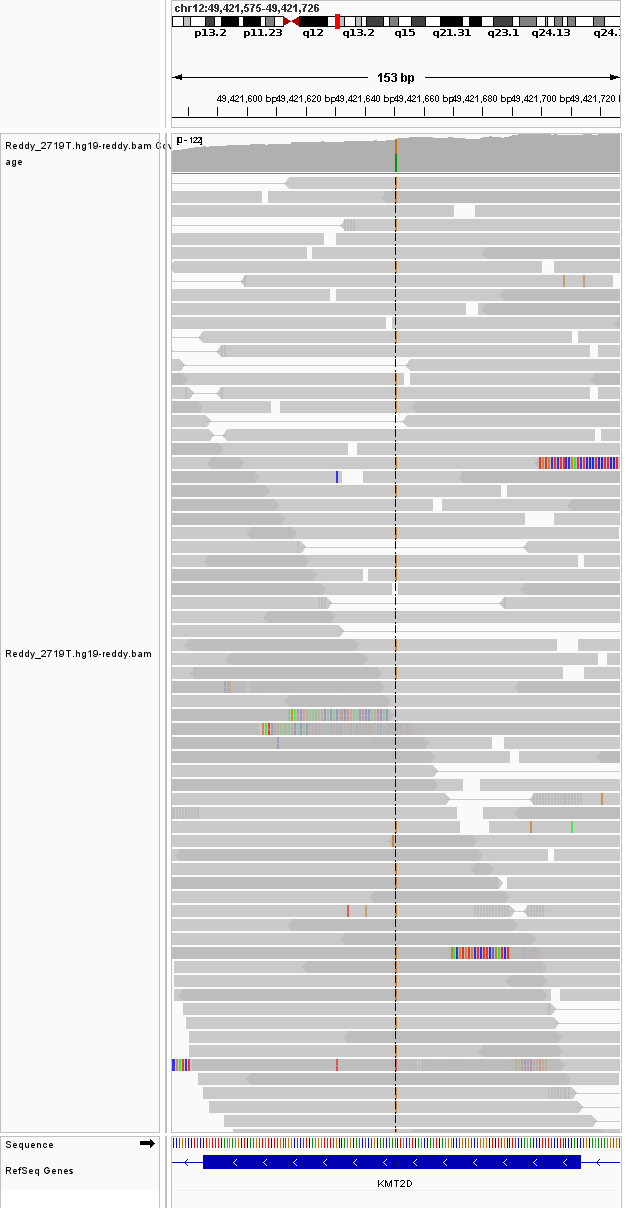 chr12:49,421,575-49,421,726
p13.2 p11.23 q12 q13.2 q15 q21.31 q23.1 q24.13 q24.
153 bp
49,421,600 bp 49,421,620 bp 49,421,640 bp 49,421,660 bp 49,421,680 bp 49,421,700 bp 49,421,720 b
Reddy_2719T.hg19-reddy.bam Cov
age
[0 - 122]
Reddy_2719T.hg19-reddy.bam
Sequence
RefSeq Genes
KMT2D